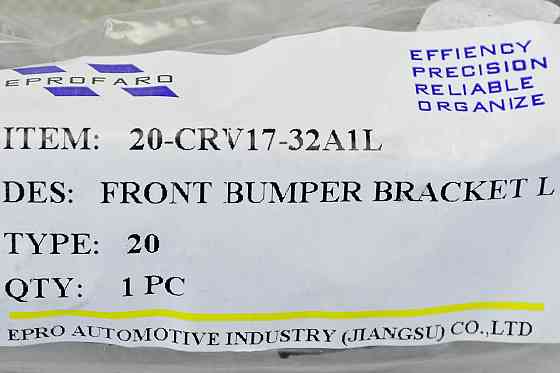 EPROFARO
EFFIENCY
PRECISION
RELIABLE
ORGANIZE
ITEM: 20-CRV17-32A1L
DES: FRONT BUMPER BRACKET L
TYPE: 20
QTY: 1 PC
EPRO AUTOMOTIVE INDUSTRY (JIANGSU) CO.,LTD